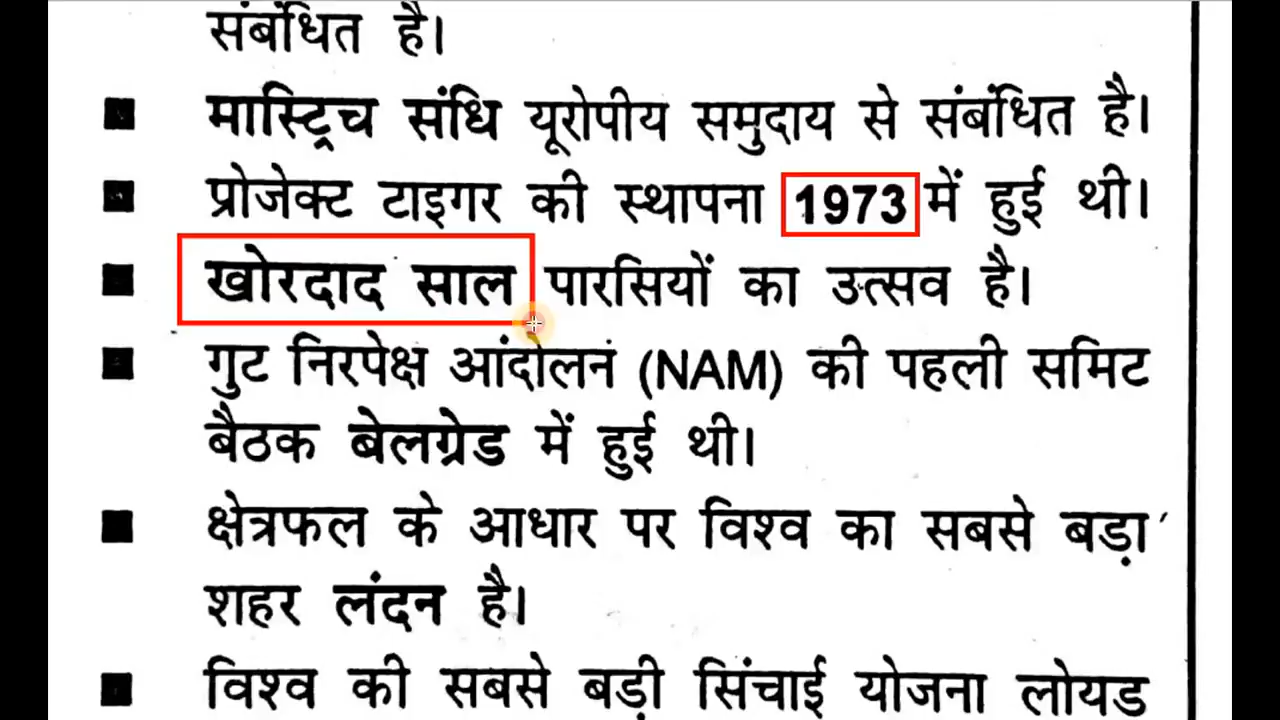 संबंधित है।
■ मास्ट्रिच संधि यूरोपीय समुदाय से संबंधित है।
■ प्रोजेक्ट टाइगर की स्थापना 1973 में हुई थी।
■ खोरदाद साल पारसियों का उत्सव है।
■ गुट निरपेक्ष आंदोलनं (NAM) की पहली समिट
बैठक बेलग्रेड में हुई थी।
■ क्षेत्रफल के आधार पर विश्व का सबसे बड़ा
शहर लंदन है।
■ विश्व की सबसे बड़ी सिंचाई योजना लोयड